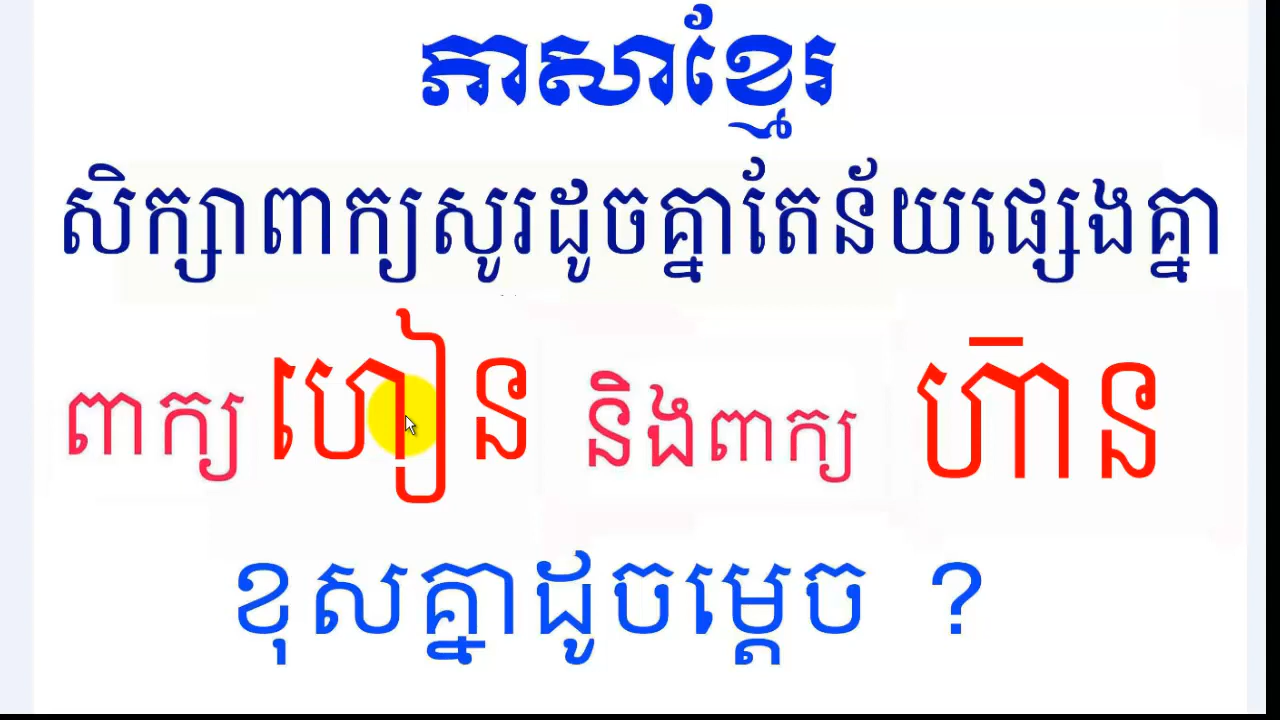 ភាសាខ្មែរ
សិក្សាពាក្យសូរដូចគ្នាតែន័យផ្សេងគ្នា
ពាក្យ ហៀន និងពាក្យ ហ៊ាន
ខុសគ្នាដូចម្ដេច ?